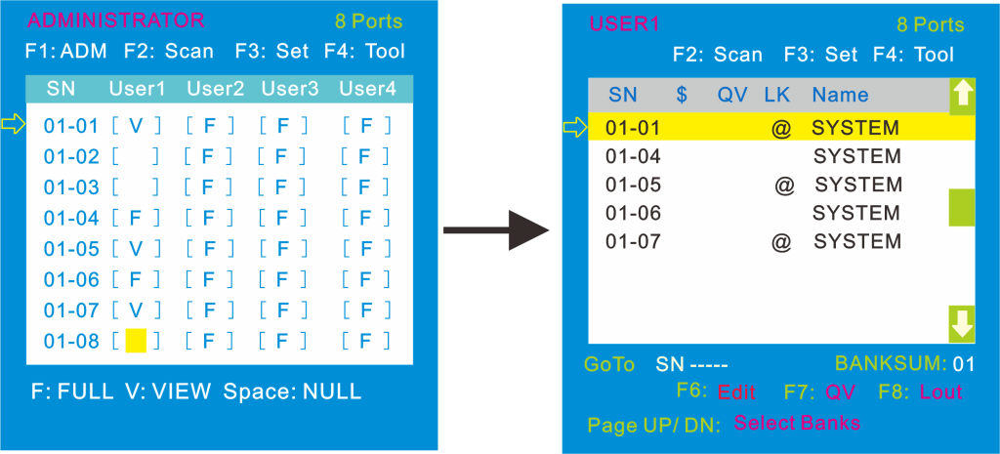 ADMINISTRATOR 8 Ports
F1: ADM F2: Scan F3: Set F4: Tool
SN User1 User2 User3 User4
01-01 [ V ] [ F ] [ F ] [ F ]
01-02 [ ] [ F ] [ F ] [ F ]
01-03 [ ] [ F ] [ F ] [ F ]
01-04 [ F ] [ F ] [ F ] [ F ]
01-05 [ V ] [ F ] [ F ] [ F ]
01-06 [ F ] [ F ] [ F ] [ F ]
01-07 [ V ] [ F ] [ F ] [ F ]
01-08 [ ] [ F ] [ F ] [ F ]
F: FULL V: VIEW Space: NULL
USER1 8 Ports
F2: Scan F3: Set F4: Tool
SN $ QV LK Name
01-01 @ SYSTEM
01-04 SYSTEM
01-05 @ SYSTEM
01-06 SYSTEM
01-07 @ SYSTEM
GoTo SN ----- BANKSUM: 01
F6: Edit F7: QV F8: Lout
Page UP/ DN: Select Banks